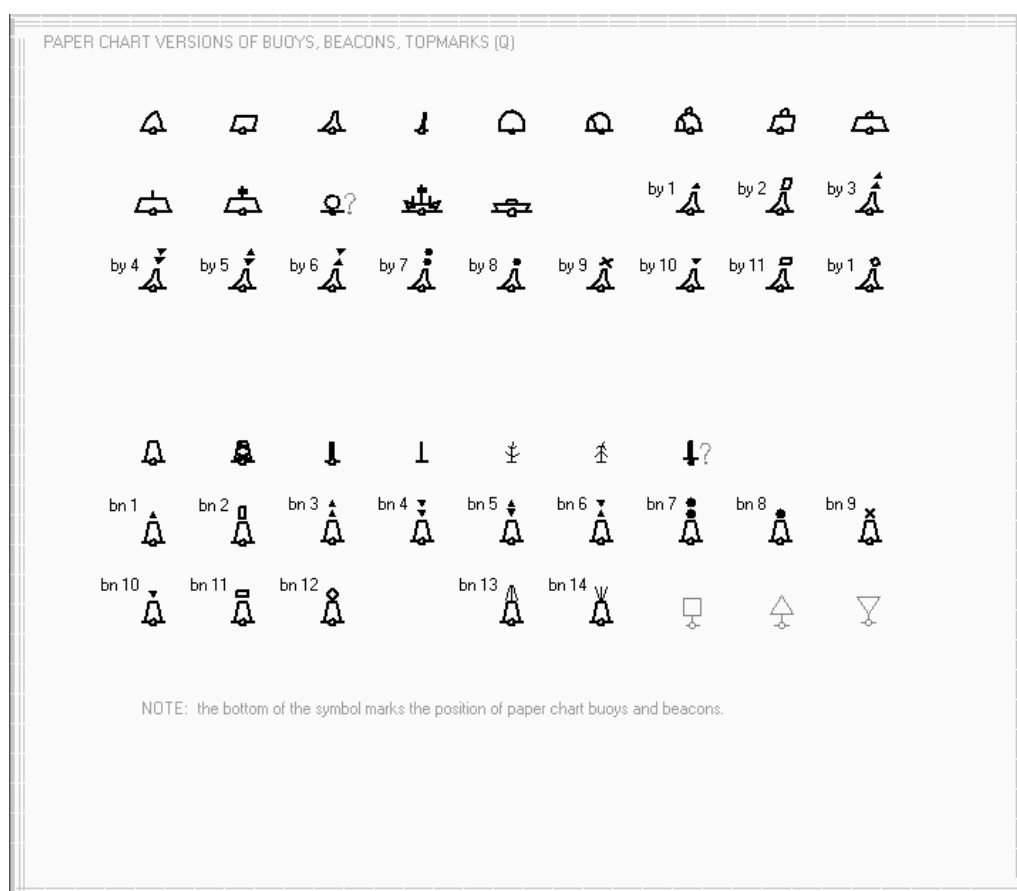 PAPER CHART VERSIONS OF BUOYS, BEACONS, TOPMARKS (Q)
? by 1 by 2 by 3
by 4 by 5 by 6 by 7 by 8 by 9 by 10 by 11 by 1
?
bn 1 bn 2 bn 3 bn 4 bn 5 bn 6 bn 7 bn 8 bn 9
bn 10 bn 11 bn 12 bn 13 bn 14
NOTE: the bottom of the symbol marks the position of paper chart buoys and beacons.